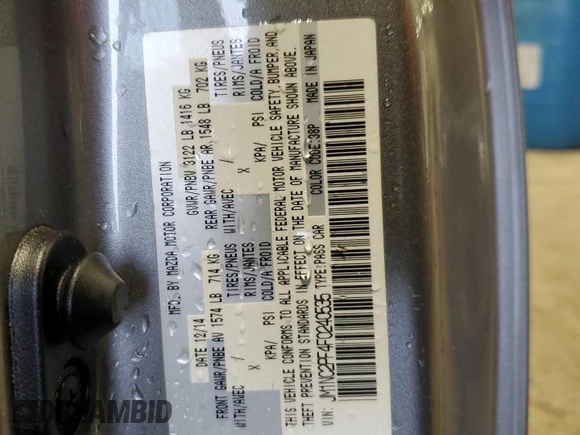 MFD. BY MAZDA MOTOR CORPORATION
DATE 12/14 GVWR/PNBV 3122 LB 1416 KG
FRONT GAWR/PNBE AV 1574 LB 714 KG REAR GAWR/PNBE AR 1548 LB 702 KG
WITH/AVEC TIRES/PNEUS WITH/AVEC TIRES/PNEUS
X / RIMS/JANTES X / RIMS/JANTES
KPA/ PSI COLD/A FROID KPA/ PSI COLD/A FROID
THIS VEHICLE CONFORMS TO ALL APPLICABLE FEDERAL MOTOR VEHICLE SAFETY, BUMPER, AND
THEFT PREVENTION STANDARDS IN EFFECT ON THE DATE OF MANUFACTURE SHOWN ABOVE.
VIN: JM1NC2PF4F0240535 TYPE:PASS CAR COLOR CODE:38P MADE IN JAPAN